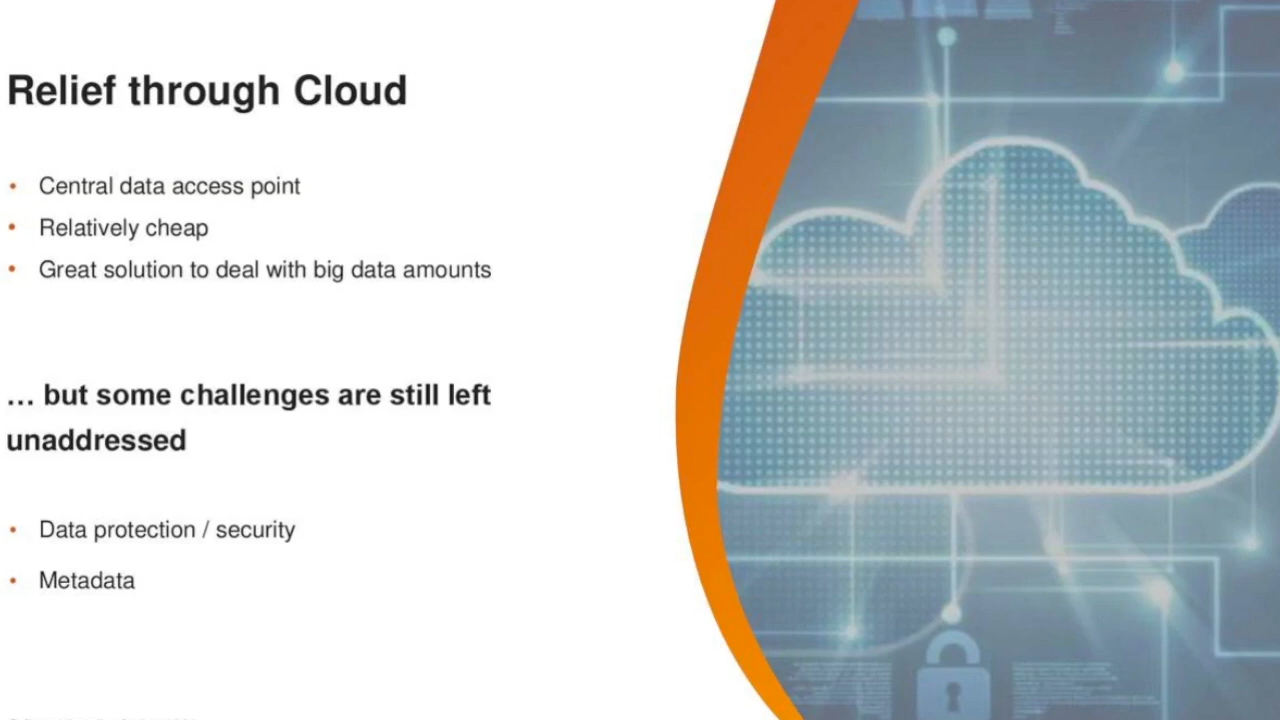 Relief through Cloud
• Central data access point
• Relatively cheap
• Great solution to deal with big data amounts
… but some challenges are still left
unaddressed
• Data protection / security
• Metadata